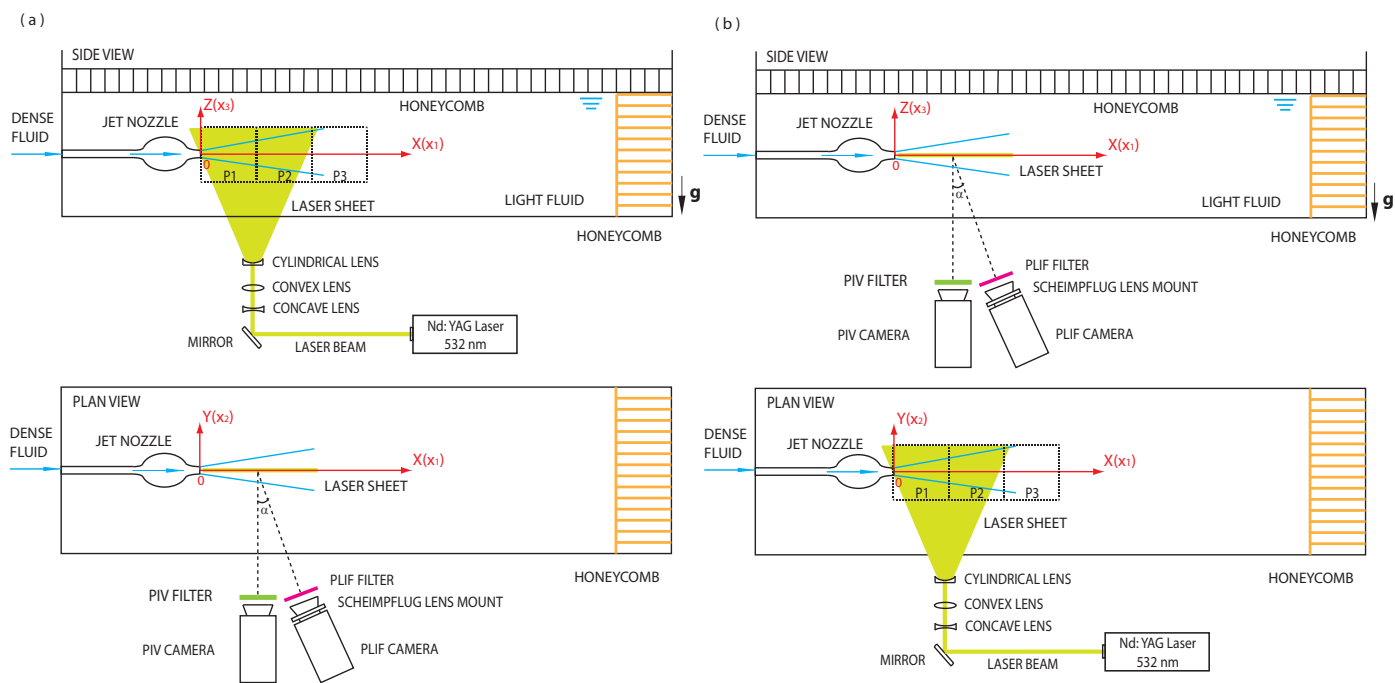 (a)
SIDE VIEW
HONEYCOMB
Z(x3)
JET NOZZLE
DENSE
FLUID
X(x1)
0
P1
P2
P3
LASER SHEET
LIGHT FLUID
g
HONEYCOMB
CYLINDRICAL LENS
CONVEX LENS
CONCAVE LENS
MIRROR
LASER BEAM
Nd: YAG Laser
532 nm
PLAN VIEW
Y(x2)
JET NOZZLE
DENSE
FLUID
X(x1)
0
LASER SHEET
α
HONEYCOMB
PIV FILTER
PLIF FILTER
SCHEIMPFLUG LENS MOUNT
PIV CAMERA
PLIF CAMERA
(b)
SIDE VIEW
HONEYCOMB
Z(x3)
JET NOZZLE
DENSE
FLUID
X(x1)
0
LASER SHEET
α
LIGHT FLUID
g
HONEYCOMB
PIV FILTER
PLIF FILTER
SCHEIMPFLUG LENS MOUNT
PIV CAMERA
PLIF CAMERA
PLAN VIEW
Y(x2)
JET NOZZLE
DENSE
FLUID
X(x1)
0
P1
P2
P3
LASER SHEET
HONEYCOMB
CYLINDRICAL LENS
CONVEX LENS
CONCAVE LENS
MIRROR
LASER BEAM
Nd: YAG Laser
532 nm